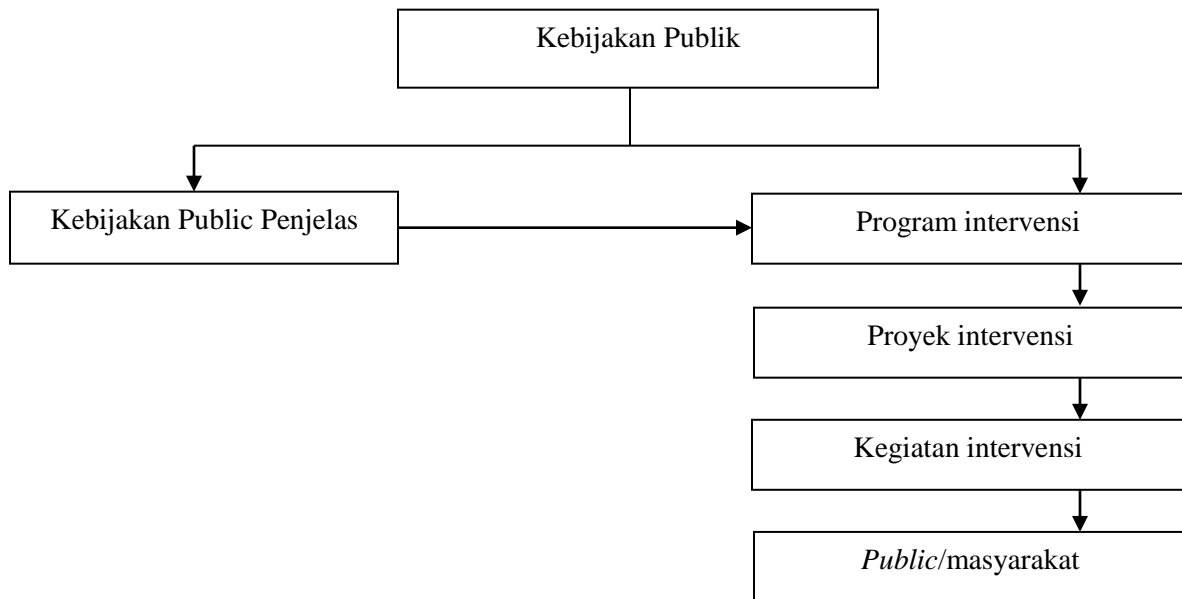 Kebijakan Publik
Kebijakan Public Penjelas
Program intervensi
Proyek intervensi
Kegiatan intervensi
Public/masyarakat